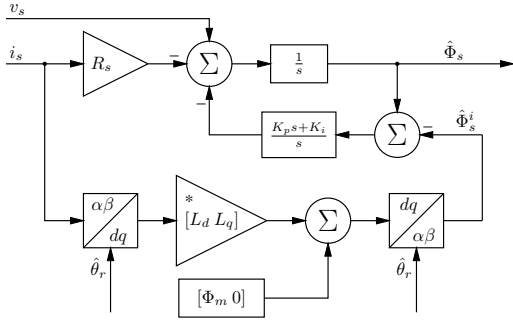 v_s
i_s
R_s
−
Σ
1/s
Φ̂_s
−
(K_p s+K_i)/s
Σ
−
Φ̂_s^i
αβ
dq
*
[L_d L_q]
Σ
dq
αβ
θ̂_r
[Φ_m 0]
θ̂_r